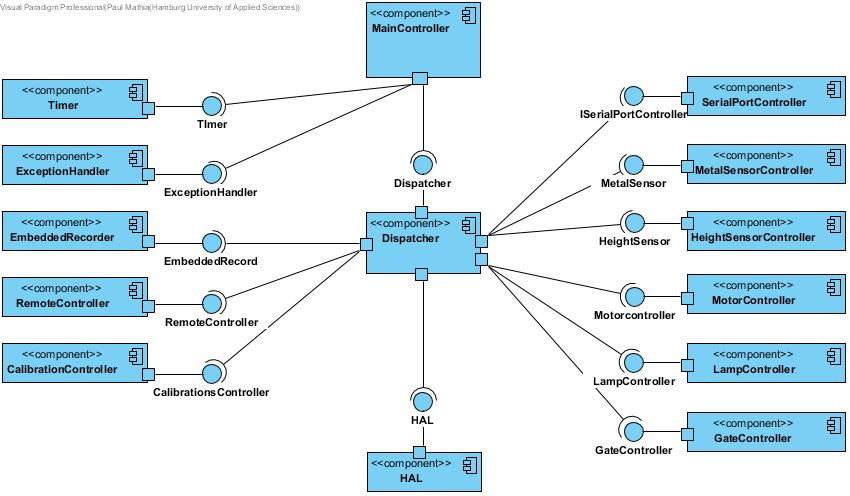 Visual Paradigm Professional(Paul Mathia(Hamburg University of Applied Sciences))
<<component>>
MainController
<<component>>
Timer
TImer
<<component>>
ExceptionHandler
ExceptionHandler
<<component>>
EmbeddedRecorder
EmbeddedRecord
<<component>>
RemoteController
RemoteController
<<component>>
CalibrationController
CalibrationsController
Dispatcher
<<component>>
Dispatcher
HAL
<<component>>
HAL
ISerialPortController
<<component>>
SerialPortController
MetalSensor
<<component>>
MetalSensorController
HeightSensor
<<component>>
HeightSensorController
Motorcontroller
<<component>>
MotorController
LampController
<<component>>
LampController
GateController
<<component>>
GateController